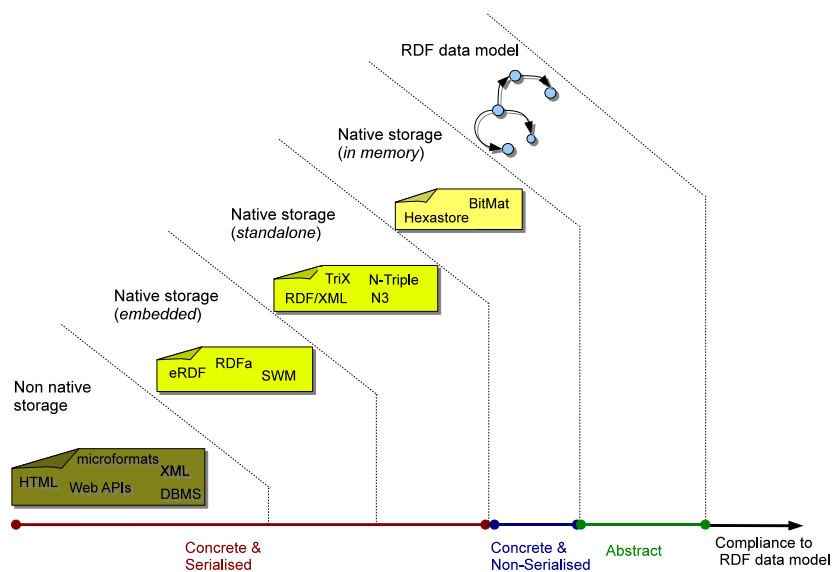 RDF data model
Native storage
(in memory)
BitMat
Hexastore
Native storage
(standalone)
TriX
N-Triple
RDF/XML
N3
Native storage
(embedded)
RDFa
eRDF
SWM
Non native
storage
microformats
XML
HTML
Web APIs
DBMS
Concrete &
Serialised
Concrete &
Non-Serialised
Abstract
Compliance to
RDF data model